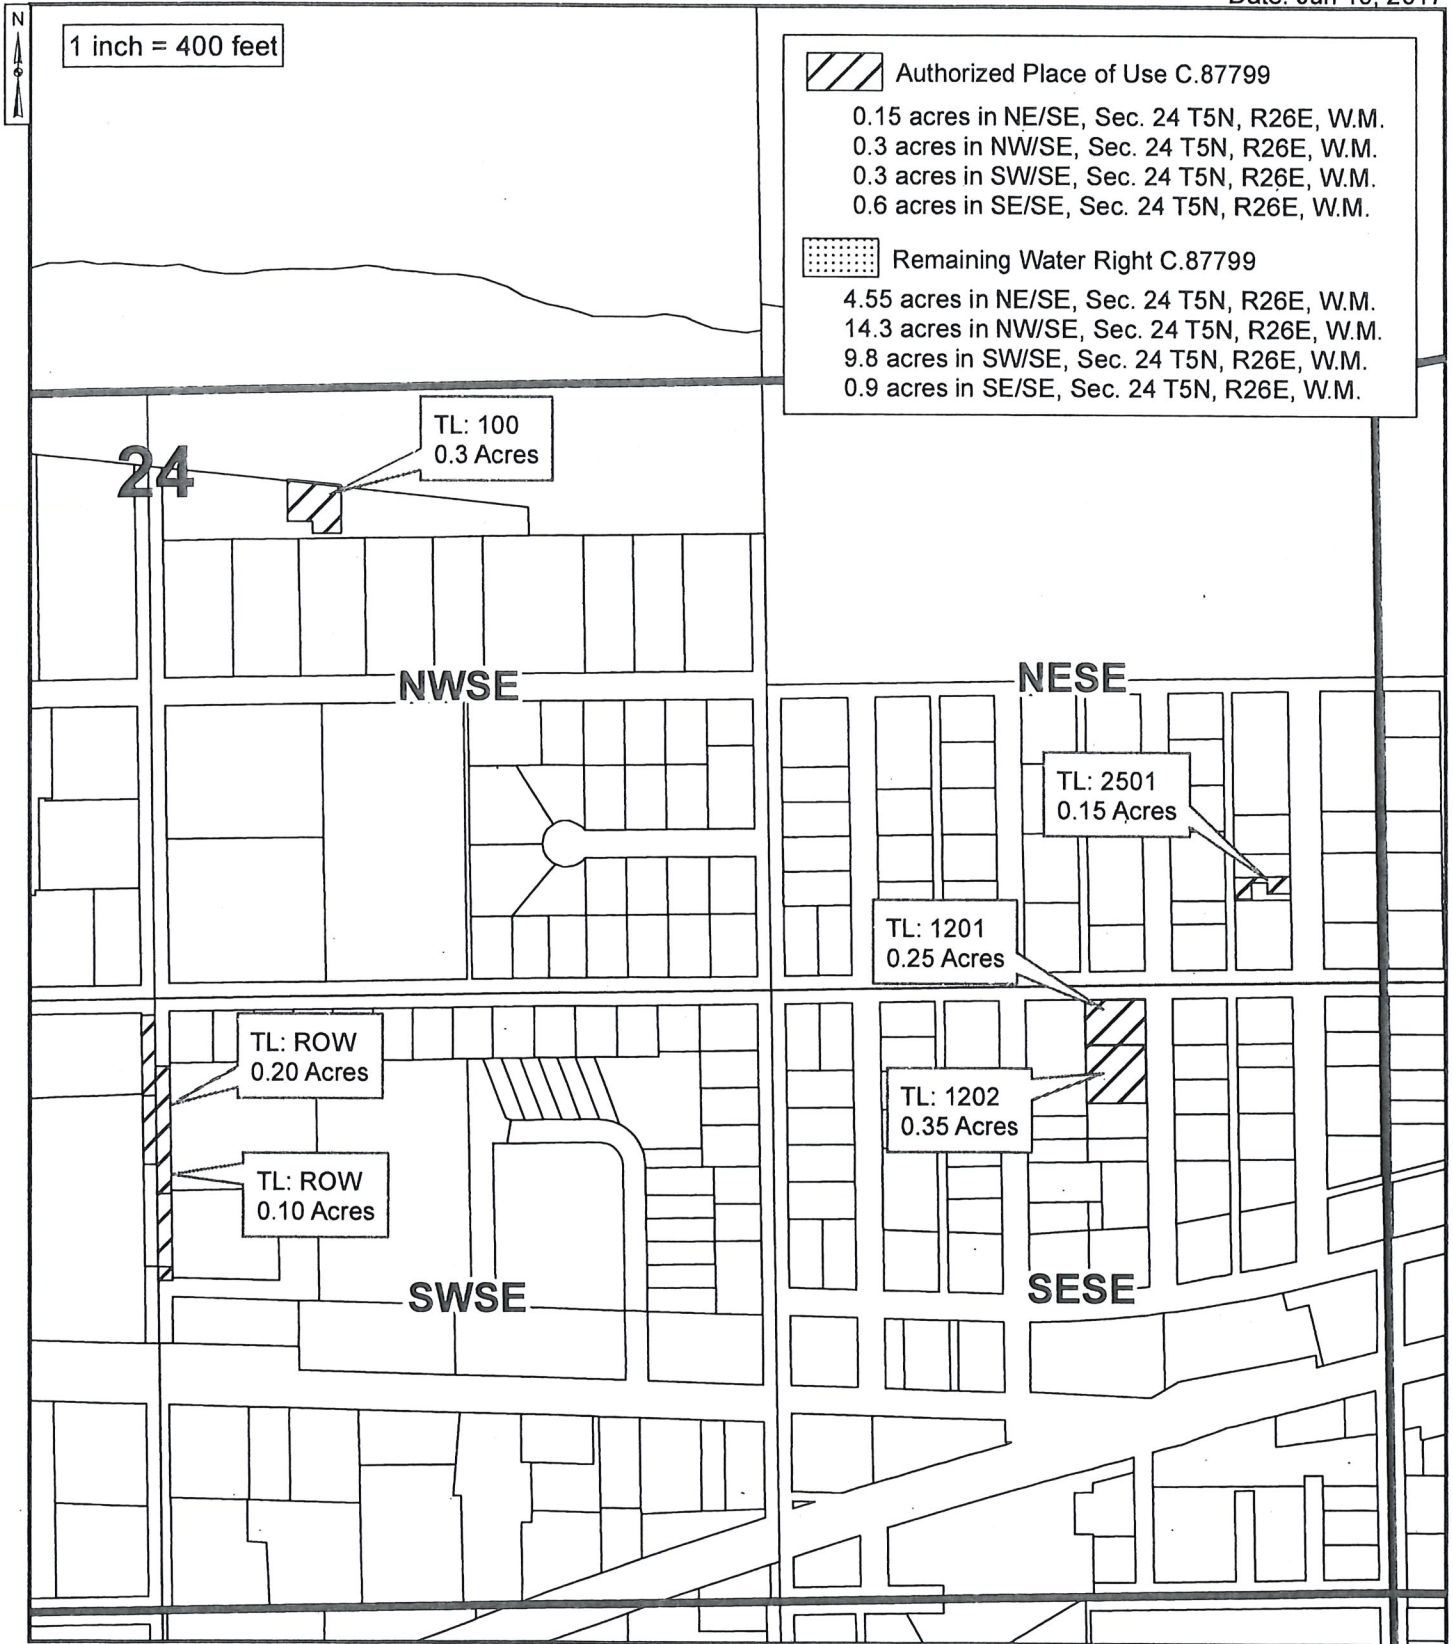 N
1 inch = 400 feet
Authorized Place of Use C.87799
0.15 acres in NE/SE, Sec. 24 T5N, R26E, W.M.
0.3 acres in NW/SE, Sec. 24 T5N, R26E, W.M.
0.3 acres in SW/SE, Sec. 24 T5N, R26E, W.M.
0.6 acres in SE/SE, Sec. 24 T5N, R26E, W.M.
Remaining Water Right C.87799
4.55 acres in NE/SE, Sec. 24 T5N, R26E, W.M.
14.3 acres in NW/SE, Sec. 24 T5N, R26E, W.M.
9.8 acres in SW/SE, Sec. 24 T5N, R26E, W.M.
0.9 acres in SE/SE, Sec. 24 T5N, R26E, W.M.
TL: 100
0.3 Acres
24
NWSE
NESE
TL: 2501
0.15 Acres
TL: 1201
0.25 Acres
TL: ROW
0.20 Acres
TL: 1202
0.35 Acres
TL: ROW
0.10 Acres
SWSE
SESE